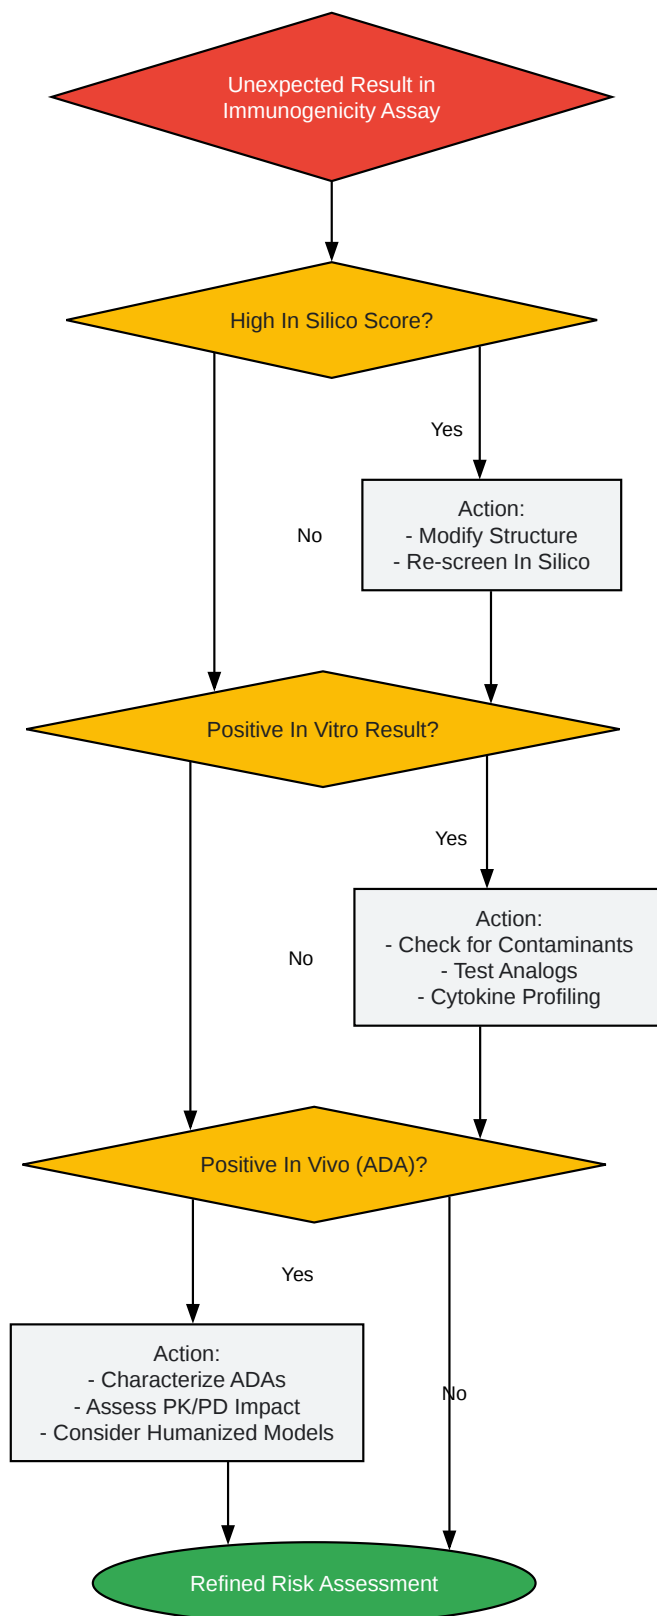 Unexpected Result in
Immunogenicity Assay
High In Silico Score?
Yes
No
Action:
- Modify Structure
- Re-screen In Silico
Positive In Vitro Result?
Yes
No
Action:
- Check for Contaminants
- Test Analogs
- Cytokine Profiling
Positive In Vivo (ADA)?
Yes
Action:
- Characterize ADAs
- Assess PK/PD Impact
- Consider Humanized Models
No
Refined Risk Assessment